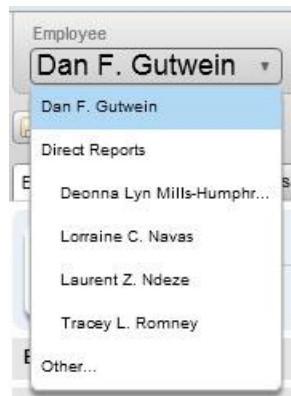 Employee
Dan F. Gutwein
Dan F. Gutwein
Direct Reports
Deonna Lyn Mills-Humphr...
Lorraine C. Navas
Laurent Z. Ndeze
Tracey L. Romney
Other...